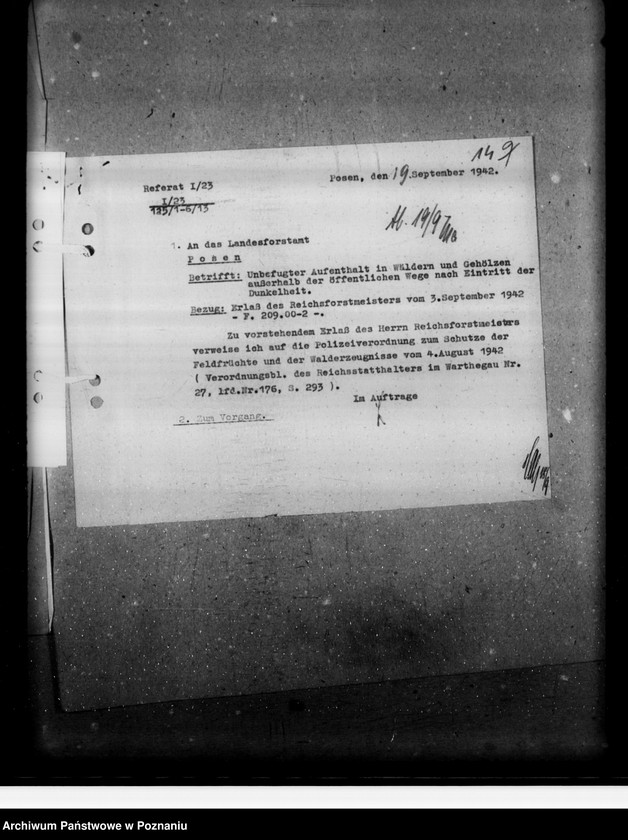 149
Posen, den 19.September 1942.
Referat I/23
I/23
125/1-6/13
Ab. 19/9
1. An das Landesforstamt
P o s e n
Betrifft: Unbefugter Aufenthalt in Wäldern und Gehölzen
außerhalb der öffentlichen Wege nach Eintritt der
Dunkelheit.
Bezug: Erlaß des Reichsforstmeisters vom 3.September 1942
- F. 209.00-2 -.
Zu vorstehendem Erlaß des Herrn Reichsforstmeisters
verweise ich auf die Polizeiverordnung zum Schutze der
Feldfrüchte und der Walderzeugnisse vom 4.August 1942
( Verordnungsbl. des Reichsstatthalters im Warthegau Nr.
27, lfd.Nr.176, S. 293 ).
Im Auftrage
2. Zum Vorgang.
Archiwum Państwowe w Poznaniu